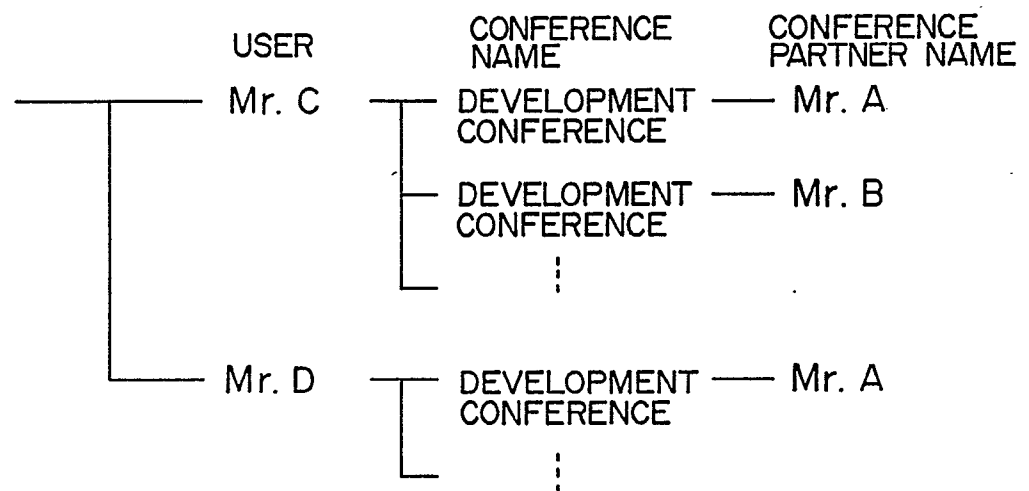 USER
CONFERENCE
NAME
CONFERENCE
PARTNER NAME
Mr. C
DEVELOPMENT
CONFERENCE
Mr. A
DEVELOPMENT
CONFERENCE
Mr. B
Mr. D
DEVELOPMENT
CONFERENCE
Mr. A